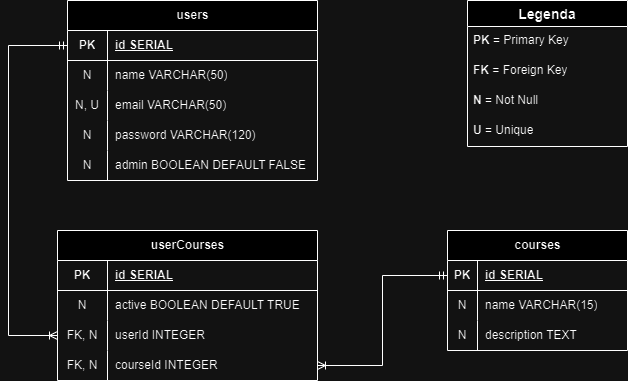 users
PK id SERIAL
N name VARCHAR(50)
N, U email VARCHAR(50)
N password VARCHAR(120)
N admin BOOLEAN DEFAULT FALSE
Legenda
PK = Primary Key
FK = Foreign Key
N = Not Null
U = Unique
userCourses
PK id SERIAL
N active BOOLEAN DEFAULT TRUE
FK, N userId INTEGER
FK, N courseId INTEGER
courses
PK id SERIAL
N name VARCHAR(15)
N description TEXT